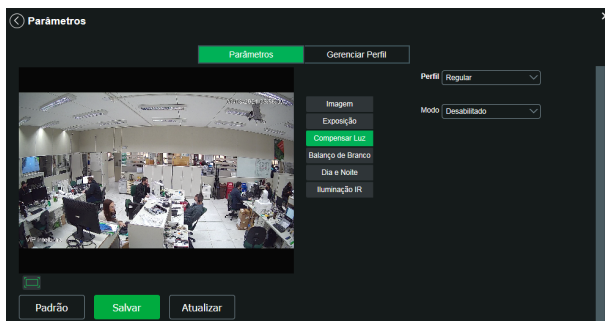 Parâmetros
Parâmetros
Gerenciar Perfil
Perfil Regular
Modo Desabilitado
Imagem
Exposição
Compensar Luz
Balanço de Branco
Dia e Noite
Iluminação IR
Padrão
Salvar
Atualizar